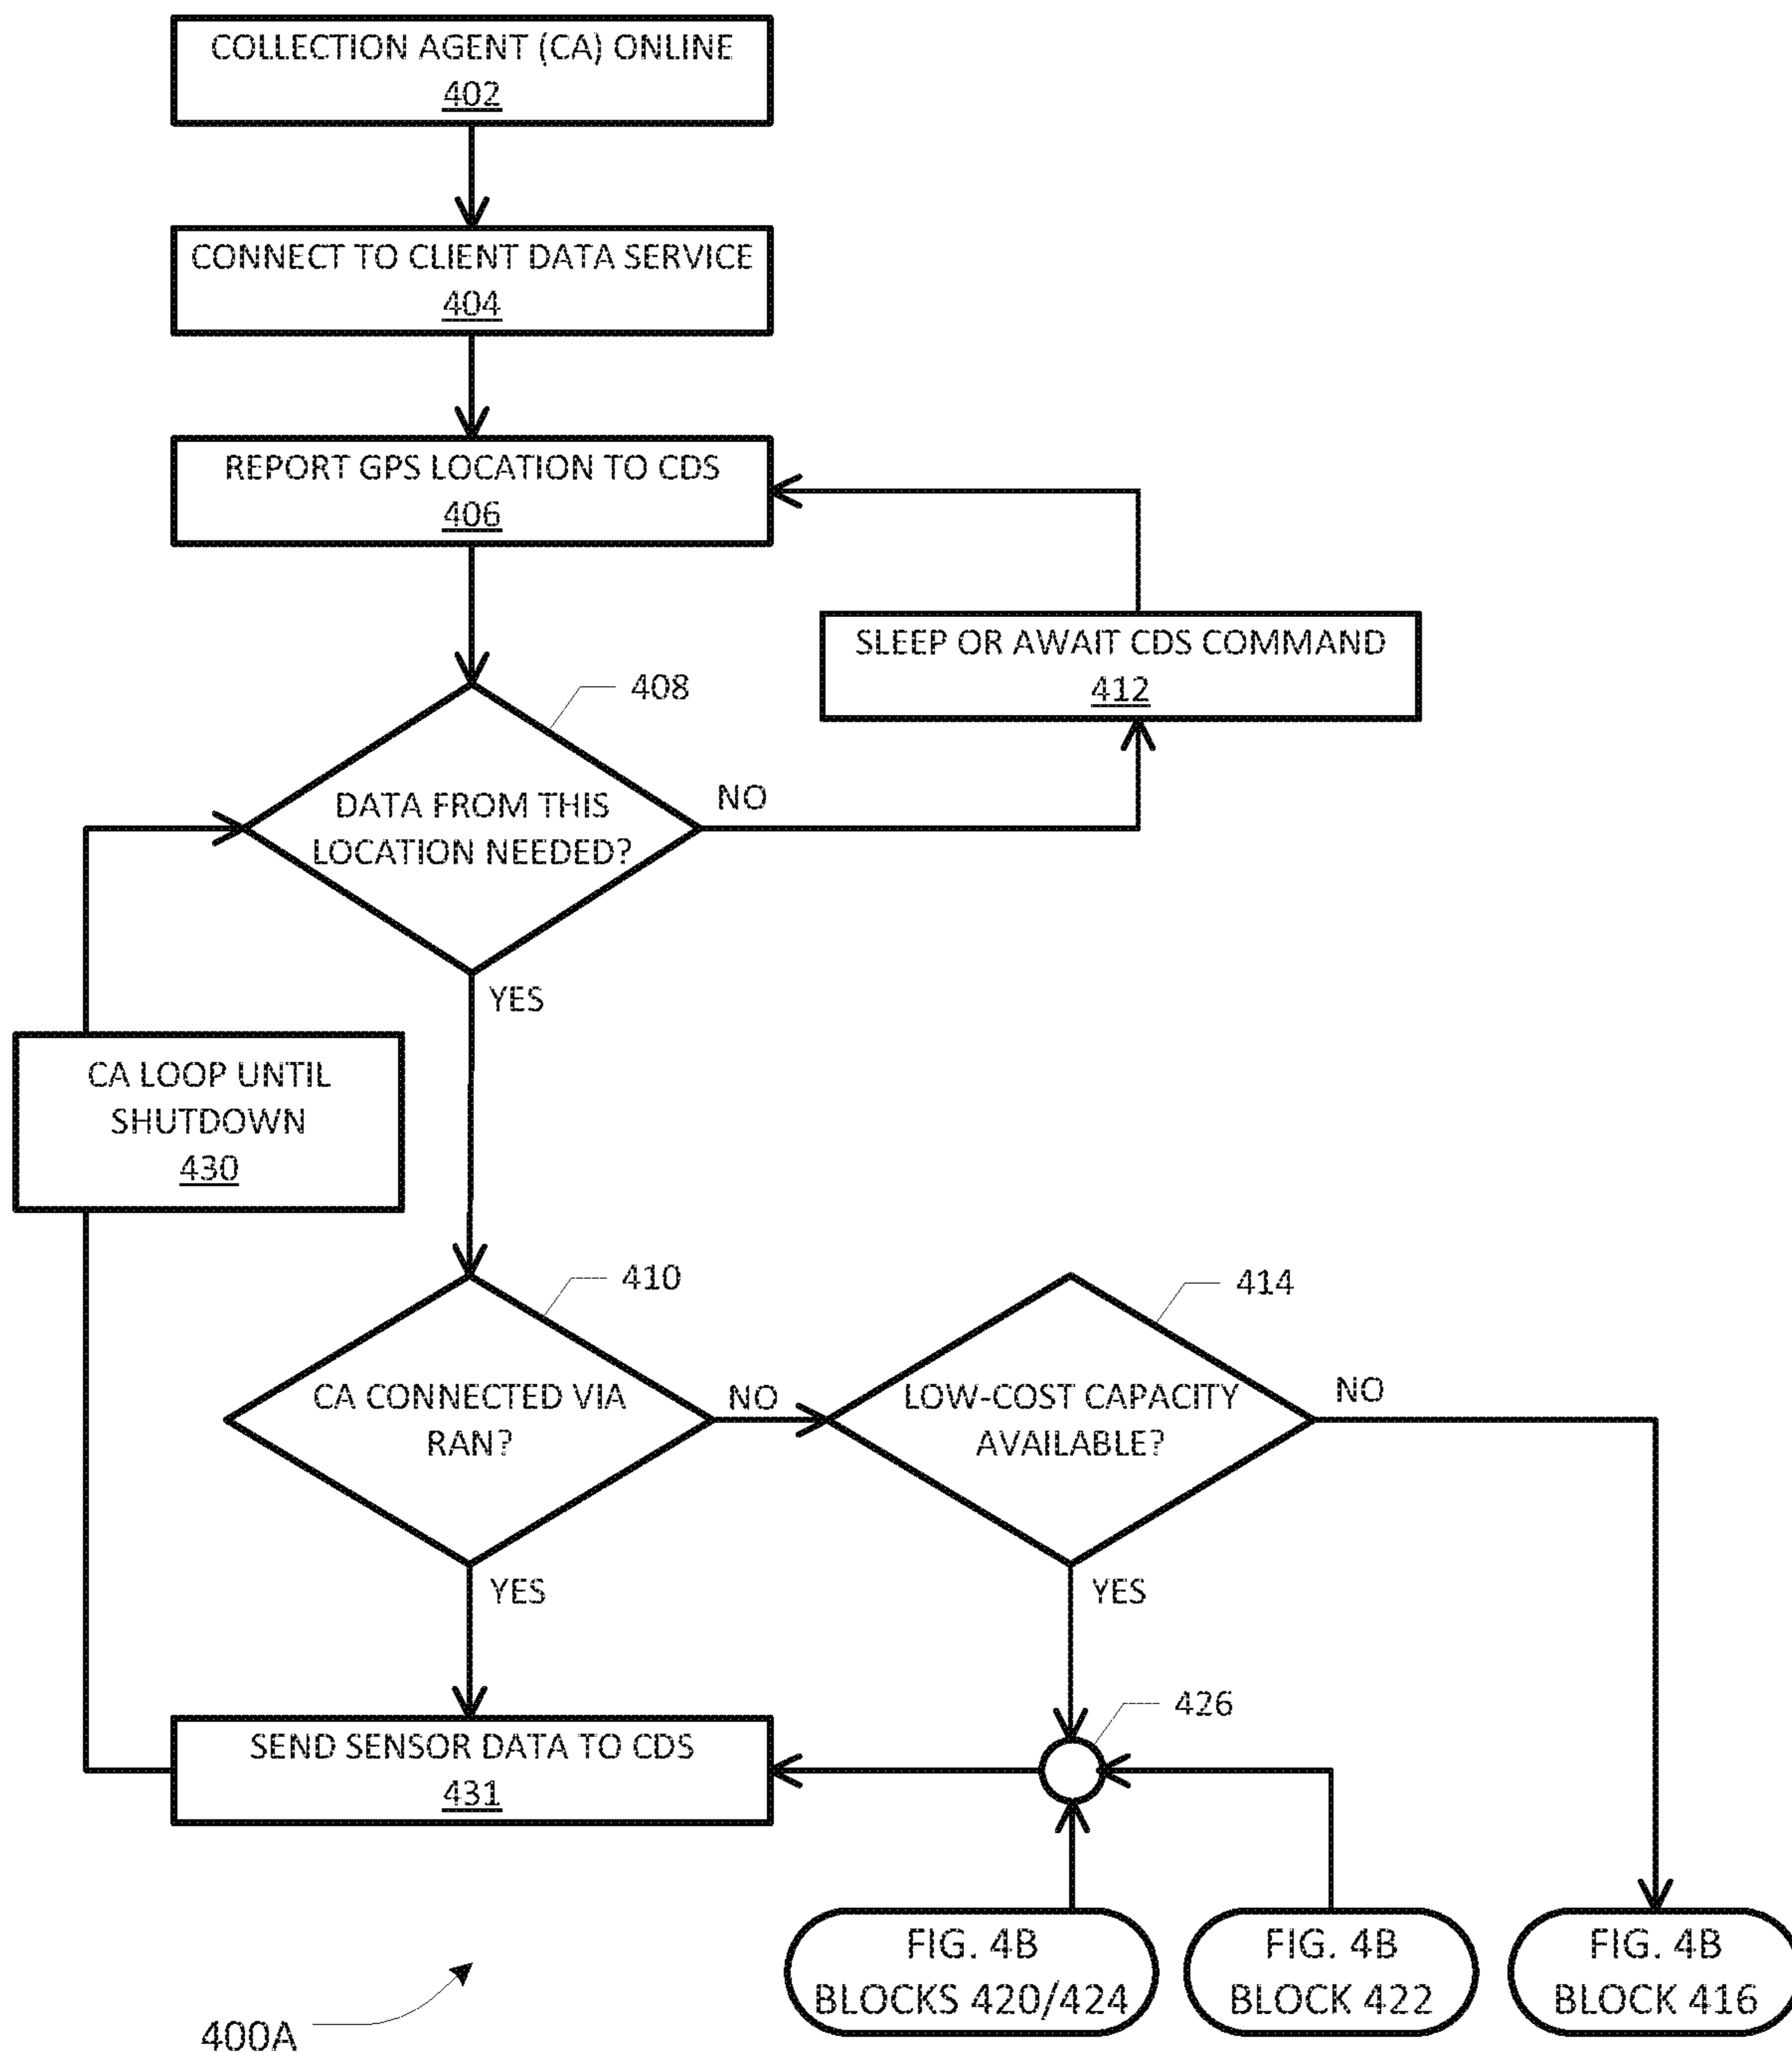 COLLECTION AGENT (CA) ONLINE
402
CONNECT TO CLIENT DATA SERVICE
404
REPORT GPS LOCATION TO CDS
406
SLEEP OR AWAIT CDS COMMAND
412
408
DATA FROM THIS
LOCATION NEEDED?
NO
YES
CA LOOP UNTIL
SHUTDOWN
430
410
CA CONNECTED VIA
RAN?
NO
YES
414
LOW-COST CAPACITY
AVAILABLE?
NO
YES
426
SEND SENSOR DATA TO CDS
431
FIG. 4B
BLOCKS 420/424
FIG. 4B
BLOCK 422
FIG. 4B
BLOCK 416
400A